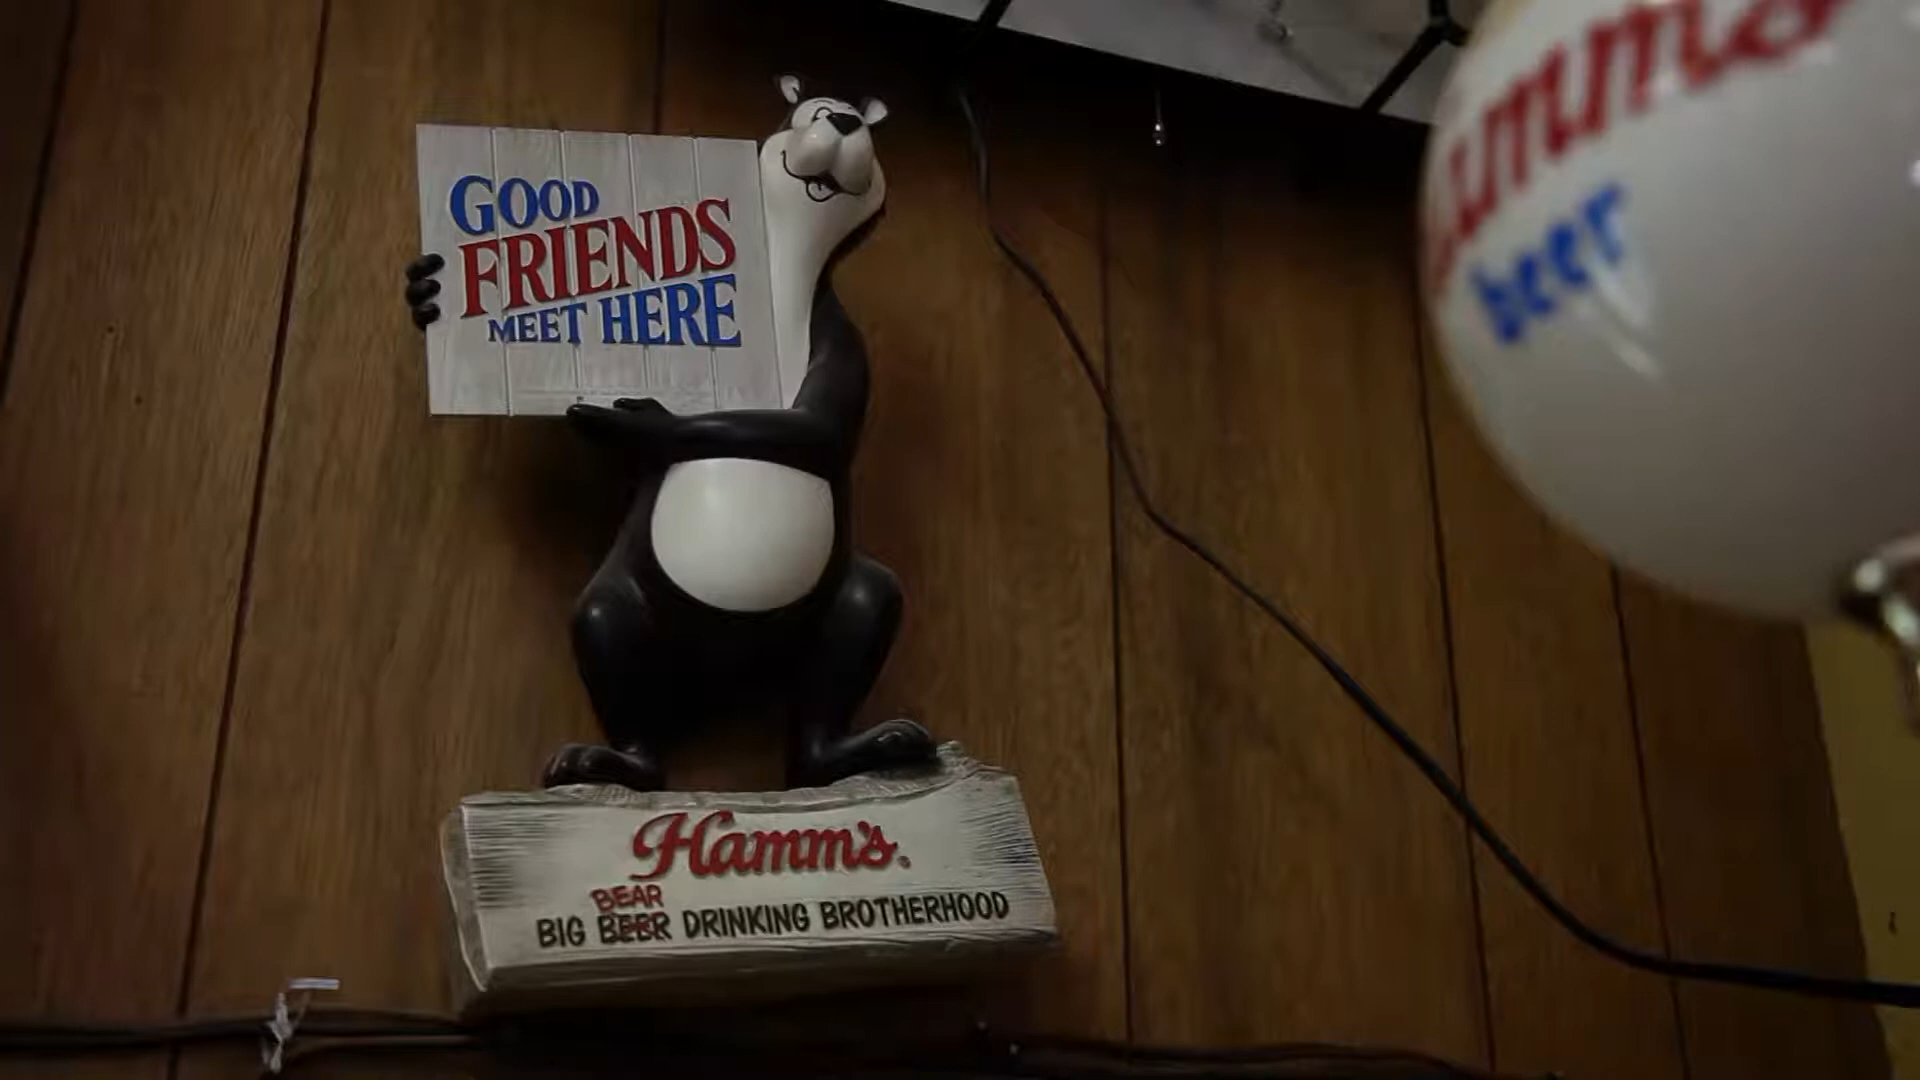 GOOD
FRIENDS
MEET HERE
Hamm's
BEAR
BIG BEER DRINKING BROTHERHOOD
beer